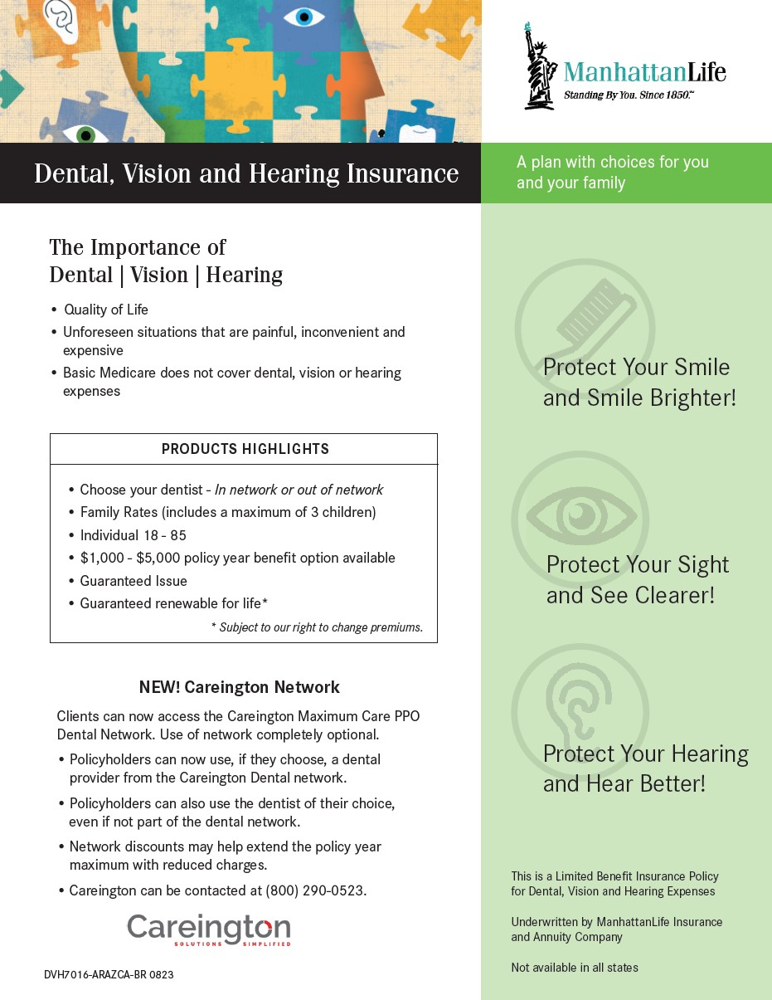 ManhattanLife
Standing By You. Since 1850.™
Dental, Vision and Hearing Insurance
A plan with choices for you
and your family
The Importance of
Dental | Vision | Hearing
• Quality of Life
• Unforeseen situations that are painful, inconvenient and
expensive
• Basic Medicare does not cover dental, vision or hearing
expenses
PRODUCTS HIGHLIGHTS
• Choose your dentist - In network or out of network
• Family Rates (includes a maximum of 3 children)
• Individual 18 - 85
• $1,000 - $5,000 policy year benefit option available
• Guaranteed Issue
• Guaranteed renewable for life*
* Subject to our right to change premiums.
NEW! Careington Network
Clients can now access the Careington Maximum Care PPO
Dental Network. Use of network completely optional.
• Policyholders can now use, if they choose, a dental
provider from the Careington Dental network.
• Policyholders can also use the dentist of their choice,
even if not part of the dental network.
• Network discounts may help extend the policy year
maximum with reduced charges.
• Careington can be contacted at (800) 290-0523.
Careington
SOLUTIONS SIMPLIFIED
DVH7016-ARAZCA-BR 0823
Protect Your Smile
and Smile Brighter!
Protect Your Sight
and See Clearer!
Protect Your Hearing
and Hear Better!
This is a Limited Benefit Insurance Policy
for Dental, Vision and Hearing Expenses
Underwritten by ManhattanLife Insurance
and Annuity Company
Not available in all states